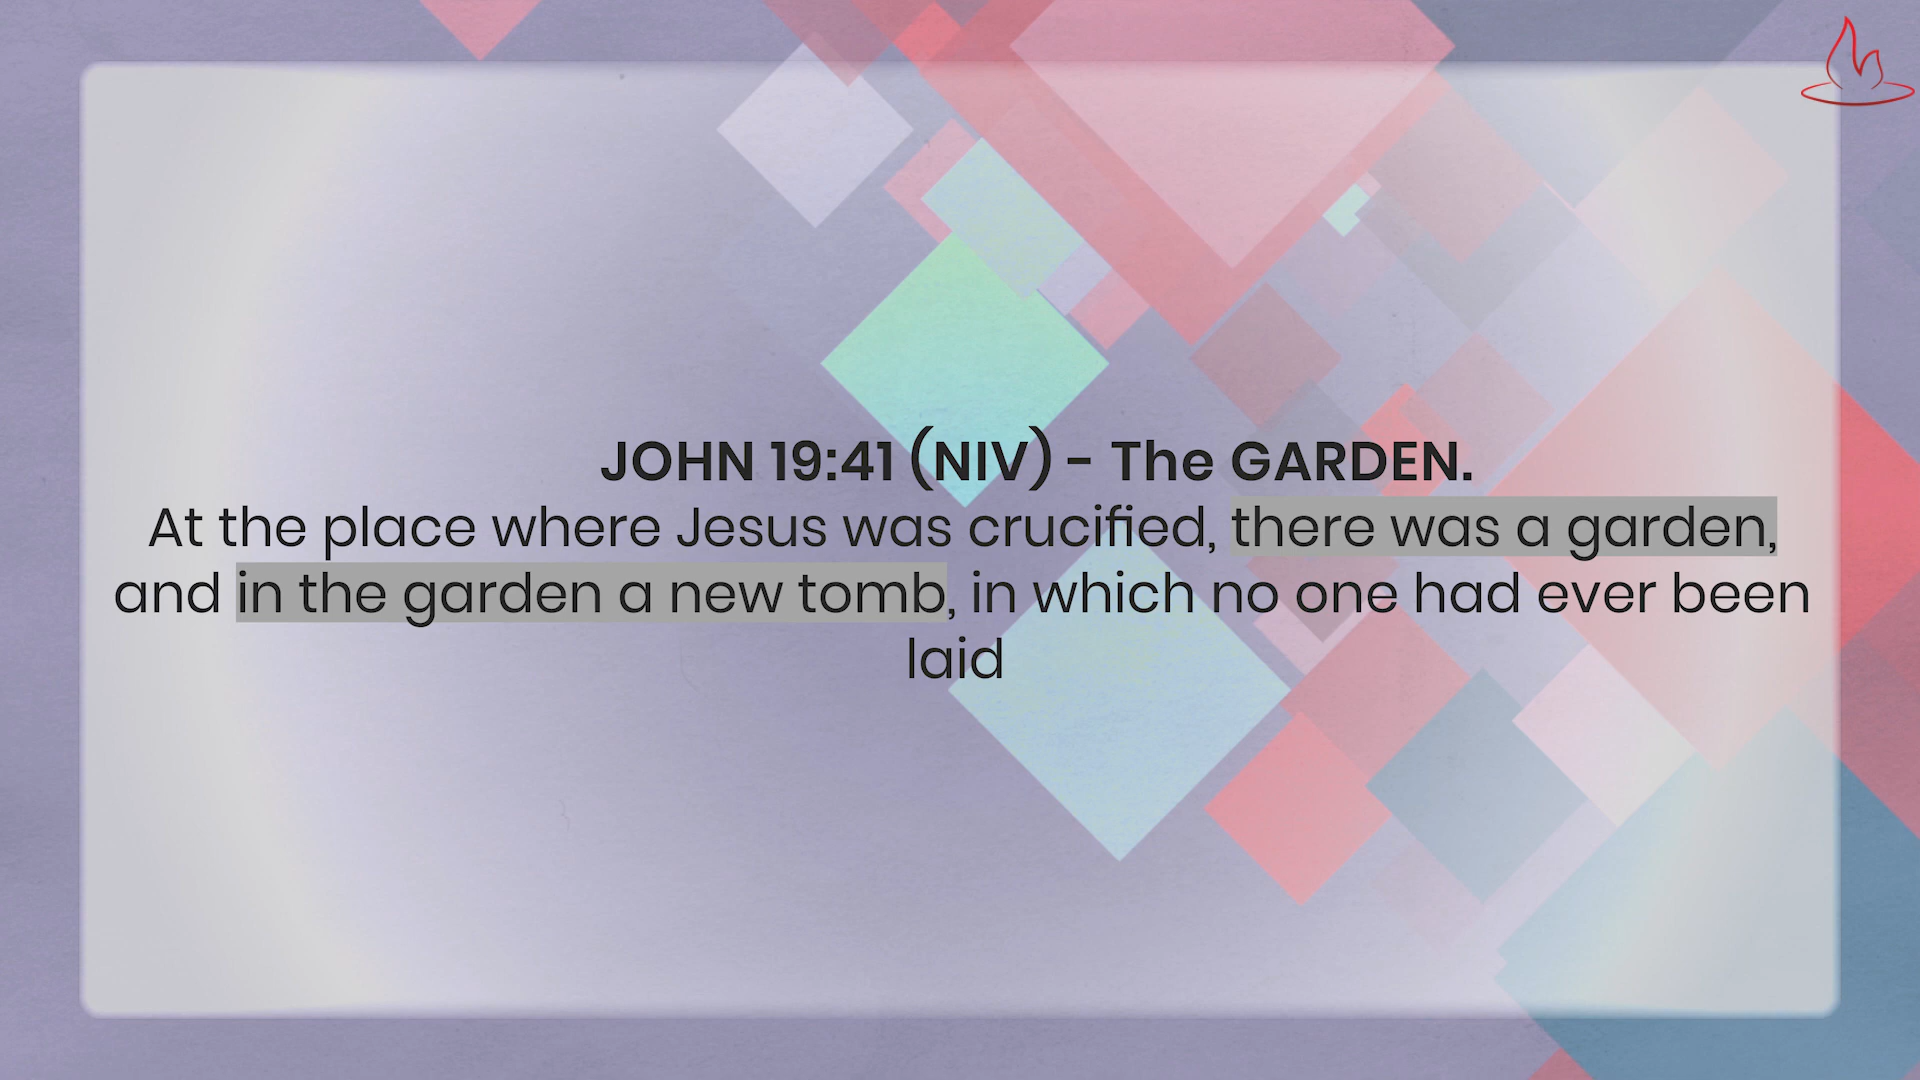 JOHN 19:41 (NIV) - The GARDEN.
At the place where Jesus was crucified, there was a garden,
and in the garden a new tomb, in which no one had ever been
laid